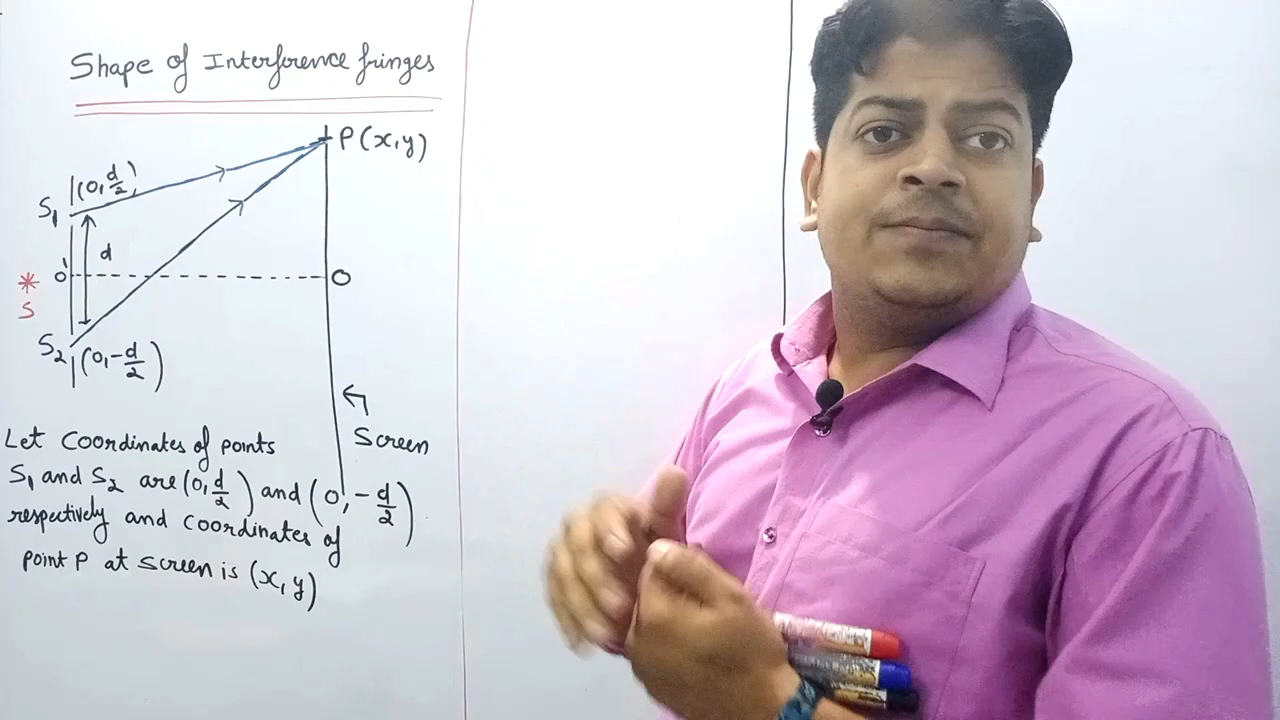 Shape of Interference fringes
P(x,y)
(0,d/2)
S1
d
O'
O
S
S2
(0,-d/2)
Screen
Let Coordinates of points
S1 and S2 are (0,d/2) and (0,-d/2)
respectively and coordinates of
point P at screen is (x,y)